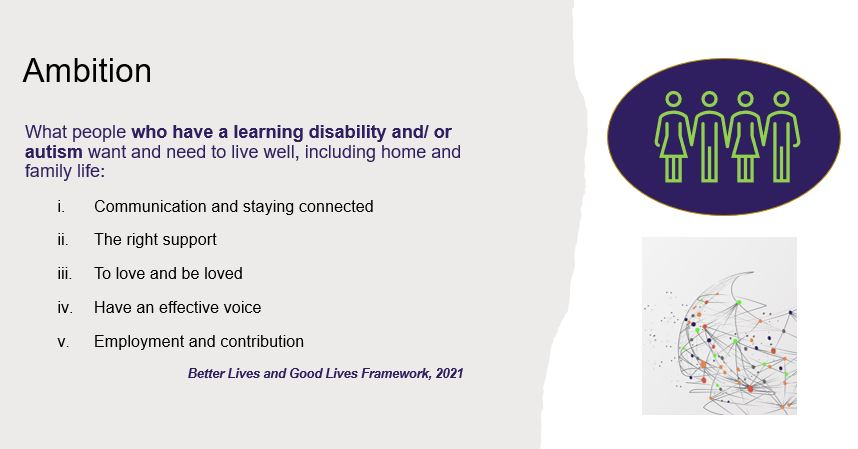 Ambition
What people who have a learning disability and/ or
autism want and need to live well, including home and
family life:
i. Communication and staying connected
ii. The right support
iii. To love and be loved
iv. Have an effective voice
v. Employment and contribution
Better Lives and Good Lives Framework, 2021